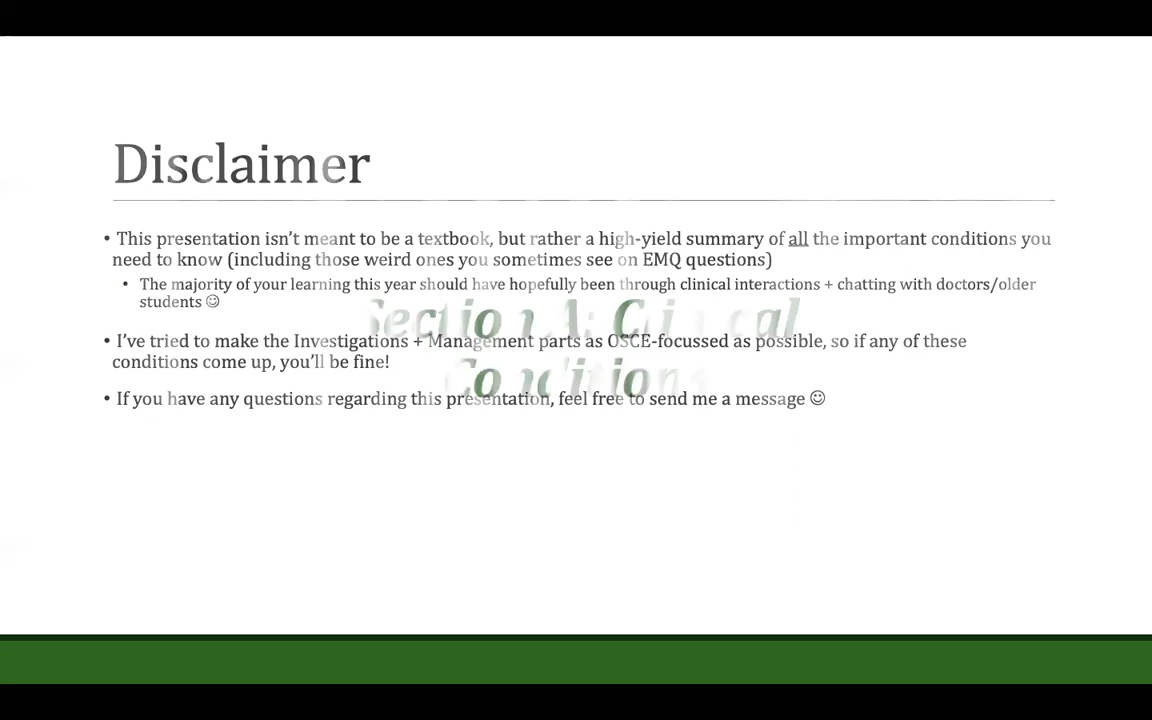 Disclaimer
• This presentation isn't meant to be a textbook, but rather a high-yield summary of all the important conditions you
need to know (including those weird ones you sometimes see on EMQ questions)
• The majority of your learning this year should have hopefully been through clinical interactions + chatting with doctors/older
students ☺
Section A: Clinical
• I've tried to make the Investigations + Management parts as OSCE-focussed as possible, so if any of these
conditions come up, you'll be fine!
Conditions
• If you have any questions regarding this presentation, feel free to send me a message ☺